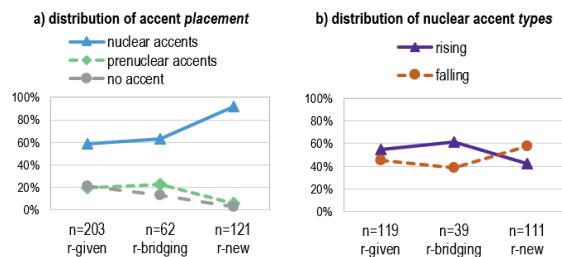 a) distribution of accent placement
nuclear accents
prenuclear accents
no accent
100%
80%
60%
40%
20%
0%
n=203 n=62 n=121
r-given r-bridging r-new
b) distribution of nuclear accent types
rising
falling
100%
80%
60%
40%
20%
0%
n=119 n=39 n=111
r-given r-bridging r-new